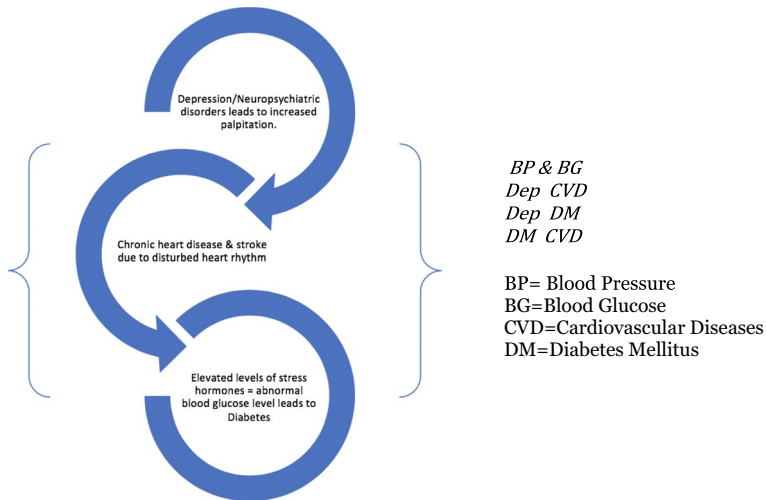 Depression/Neuropsychiatric
disorders leads to increased
palpitation.
Chronic heart disease & stroke
due to disturbed heart rhythm
Elevated levels of stress
hormones = abnormal
blood glucose level leads to
Diabetes
BP & BG
Dep CVD
Dep DM
DM CVD
BP= Blood Pressure
BG=Blood Glucose
CVD=Cardiovascular Diseases
DM=Diabetes Mellitus